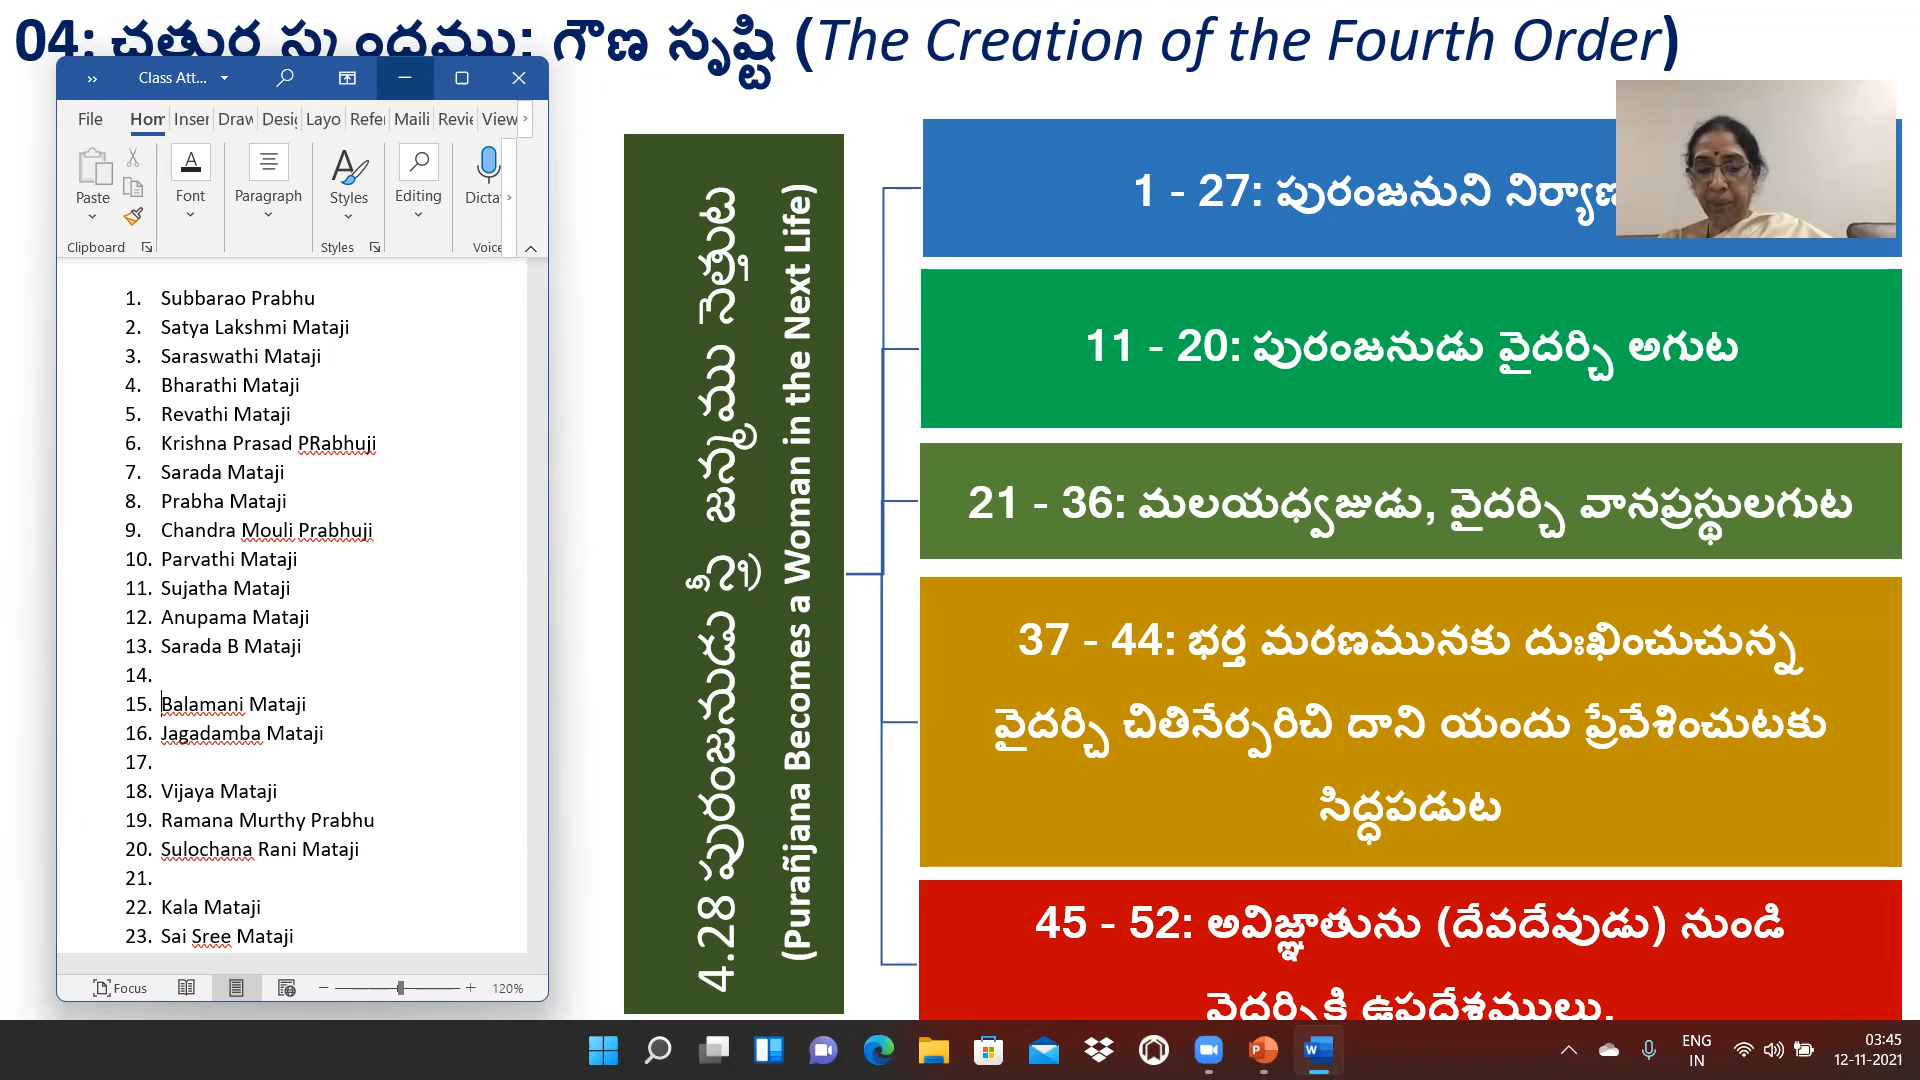 04: చతుర్థ స్కందము: గౌణ సృష్టి (The Creation of the Fourth Order)
Class Att...
File Hom Inser Draw Desig Layo Refer Maili Revie View
Paste Font Paragraph Styles Editing Dicta
Clipboard Styles Voice
1. Subbarao Prabhu
2. Satya Lakshmi Mataji
3. Saraswathi Mataji
4. Bharathi Mataji
5. Revathi Mataji
6. Krishna Prasad PRabhuji
7. Sarada Mataji
8. Prabha Mataji
9. Chandra Mouli Prabhuji
10. Parvathi Mataji
11. Sujatha Mataji
12. Anupama Mataji
13. Sarada B Mataji
14.
15. Balamani Mataji
16. Jagadamba Mataji
17.
18. Vijaya Mataji
19. Ramana Murthy Prabhu
20. Sulochana Rani Mataji
21.
22. Kala Mataji
23. Sai Sree Mataji
Focus 120%
4.28 పురంజనుడు స్త్రీ జన్మము నెత్తుట
(Purañjana Becomes a Woman in the Next Life)
1 - 27: పురంజనుని నిర్యాణ
11 - 20: పురంజనుడు వైదర్భి అగుట
21 - 36: మలయధ్వజుడు, వైదర్భి వానప్రస్థులగుట
37 - 44: భర్త మరణమునకు దుఃఖించుచున్న
వైదర్భి చితినేర్పరిచి దాని యందు ప్రేవేశించుటకు
సిద్ధపడుట
45 - 52: అవిజ్ఞాతును (దేవదేవుడు) నుండి
వైదర్భికి ఉపదేశములు.
ENG
IN
03:45
12-11-2021